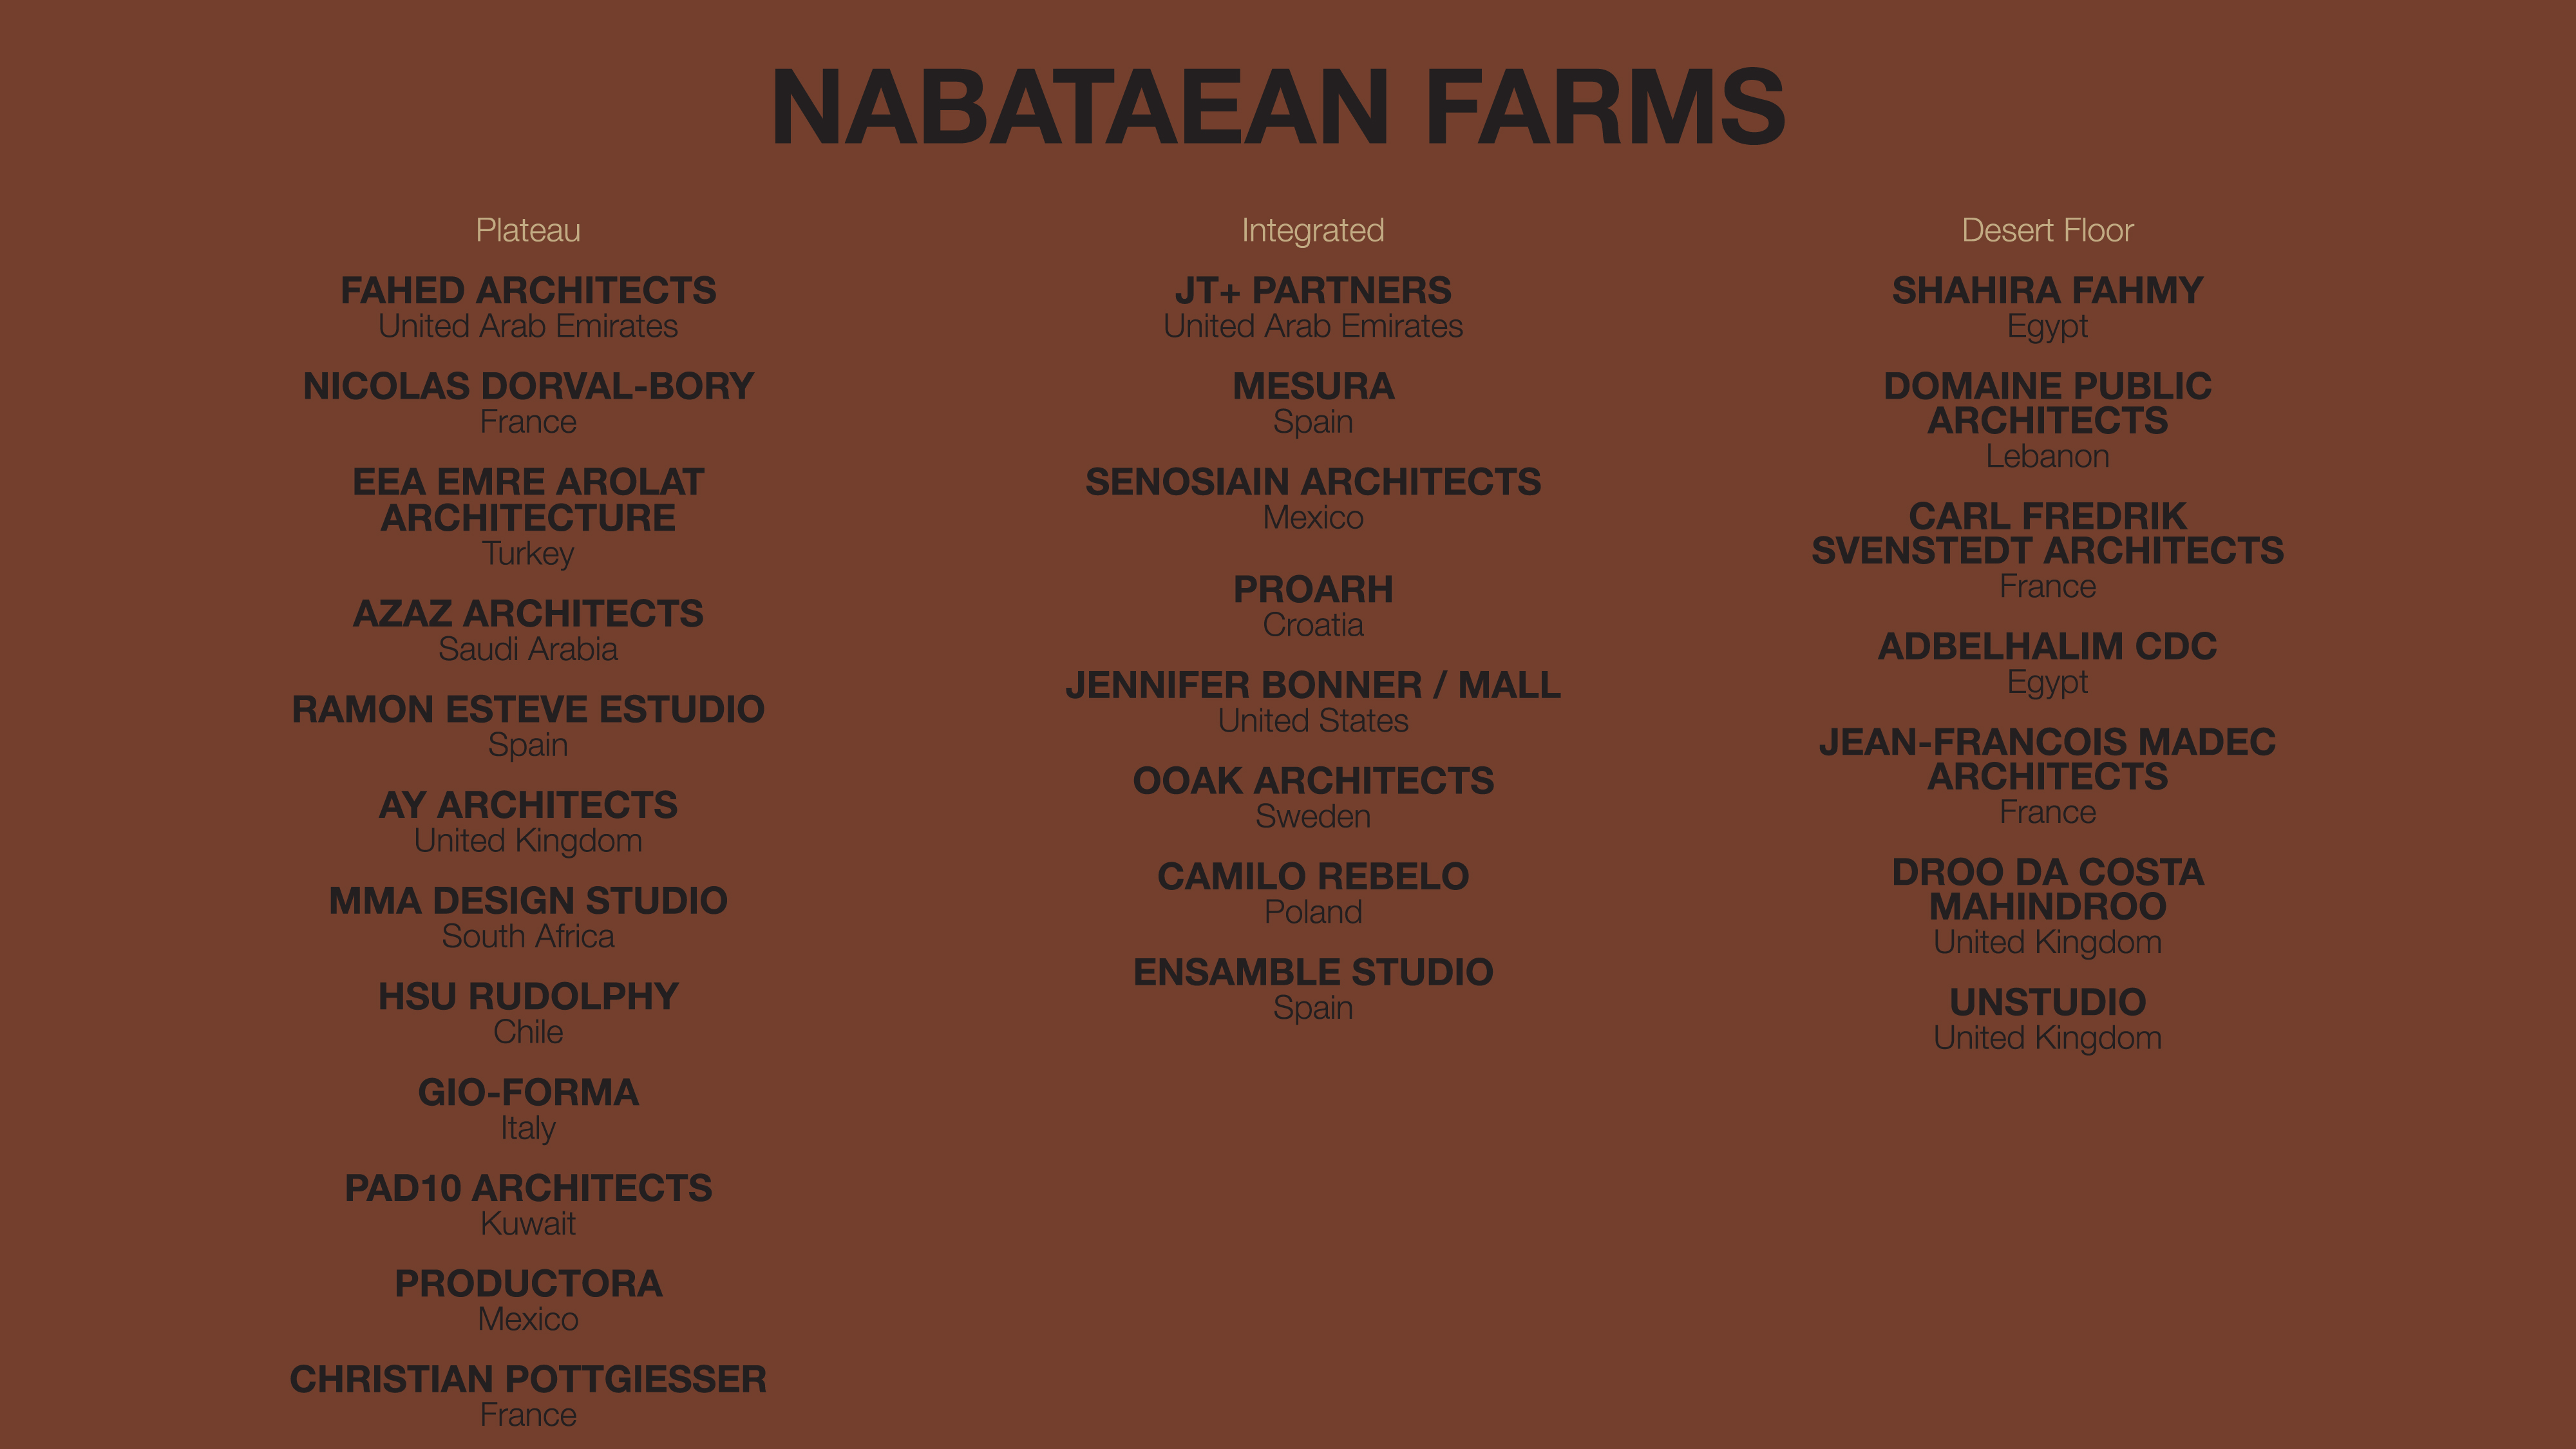 NABATAEAN FARMS
Plateau
FAHED ARCHITECTS
United Arab Emirates
NICOLAS DORVAL-BORY
France
EEA EMRE AROLAT
ARCHITECTURE
Turkey
AZAZ ARCHITECTS
Saudi Arabia
RAMON ESTEVE ESTUDIO
Spain
AY ARCHITECTS
United Kingdom
MMA DESIGN STUDIO
South Africa
HSU RUDOLPHY
Chile
GIO-FORMA
Italy
PAD10 ARCHITECTS
Kuwait
PRODUCTORA
Mexico
CHRISTIAN POTTGIESSER
France
Integrated
JT+ PARTNERS
United Arab Emirates
MESURA
Spain
SENOSIAIN ARCHITECTS
Mexico
PROARH
Croatia
JENNIFER BONNER / MALL
United States
OOAK ARCHITECTS
Sweden
CAMILO REBELO
Poland
ENSAMBLE STUDIO
Spain
Desert Floor
SHAHIRA FAHMY
Egypt
DOMAINE PUBLIC
ARCHITECTS
Lebanon
CARL FREDRIK
SVENSTEDT ARCHITECTS
France
ADBELHALIM CDC
Egypt
JEAN-FRANCOIS MADEC
ARCHITECTS
France
DROO DA COSTA
MAHINDROO
United Kingdom
UNSTUDIO
United Kingdom